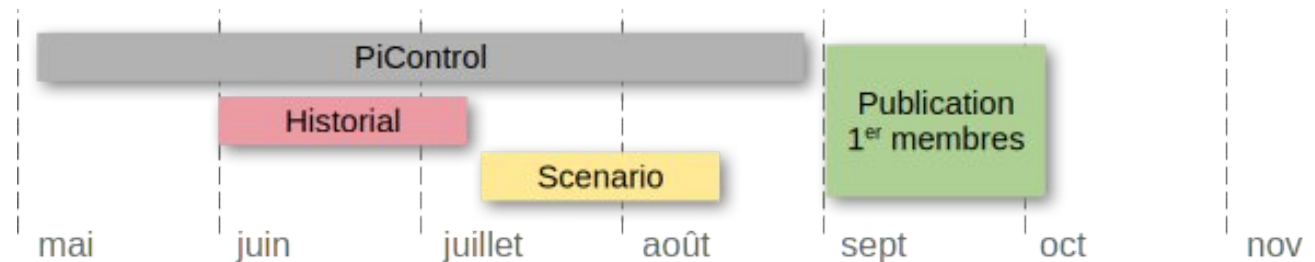 PiControl
Historial
Scenario
Publication
1er membres
mai juin juillet août sept oct nov